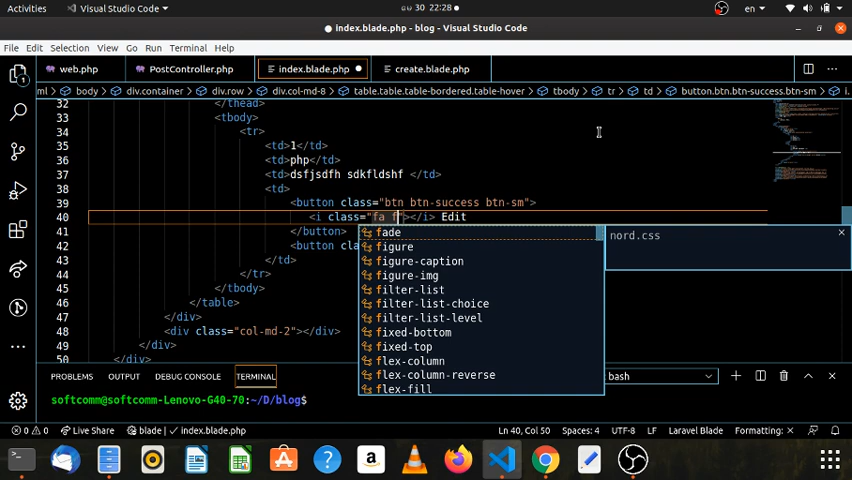 Activities Visual Studio Code 30 22:28 en
index.blade.php - blog - Visual Studio Code
File Edit Selection View Go Run Terminal Help
web.php PostController.php index.blade.php create.blade.php
ml > body > div.container > div.row > div.col-md-8 > table.table.table-bordered.table-hover > tbody > tr > td > button.btn.btn-success.btn-sm > i.
32 </thead>
33 <tbody>
34 <tr>
35 <td>1</td>
36 <td>php</td>
37 <td>dsfjsdfh sdkfldshf </td>
38 <td>
39 <button class="btn btn-success btn-sm">
40 <i class="fa f"></i> Edit
41 </button>
42 <button cla
43 </td>
44 </tr>
45 </tbody>
46 </table>
47 </div>
48 <div class="col-md-2"></div>
49 </div>
50 </div>
fade
figure
figure-caption
figure-img
filter-list
filter-list-choice
filter-list-level
fixed-bottom
fixed-top
flex-column
flex-column-reverse
flex-fill
nord.css
PROBLEMS OUTPUT DEBUG CONSOLE TERMINAL bash
softcomm@softcomm-Lenovo-G40-70:~/D/blog$
0 0 Live Share blade | index.blade.php Ln 40, Col 50 Spaces: 4 UTF-8 LF Laravel Blade Formatting: ×